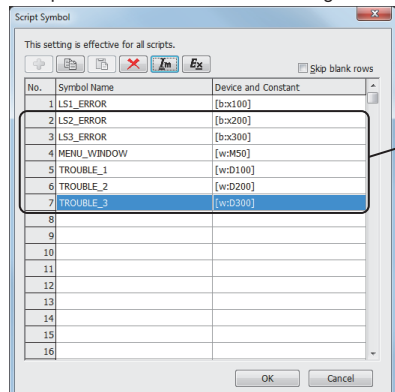 Script Symbol
This setting is effective for all scripts.
Im Ex Skip blank rows
No. Symbol Name Device and Constant
1 LS1_ERROR [b:x100]
2 LS2_ERROR [b:x200]
3 LS3_ERROR [b:x300]
4 MENU_WINDOW [w:M50]
5 TROUBLE_1 [w:D100]
6 TROUBLE_2 [w:D200]
7 TROUBLE_3 [w:D300]
8
9
10
11
12
13
14
15
16
OK Cancel